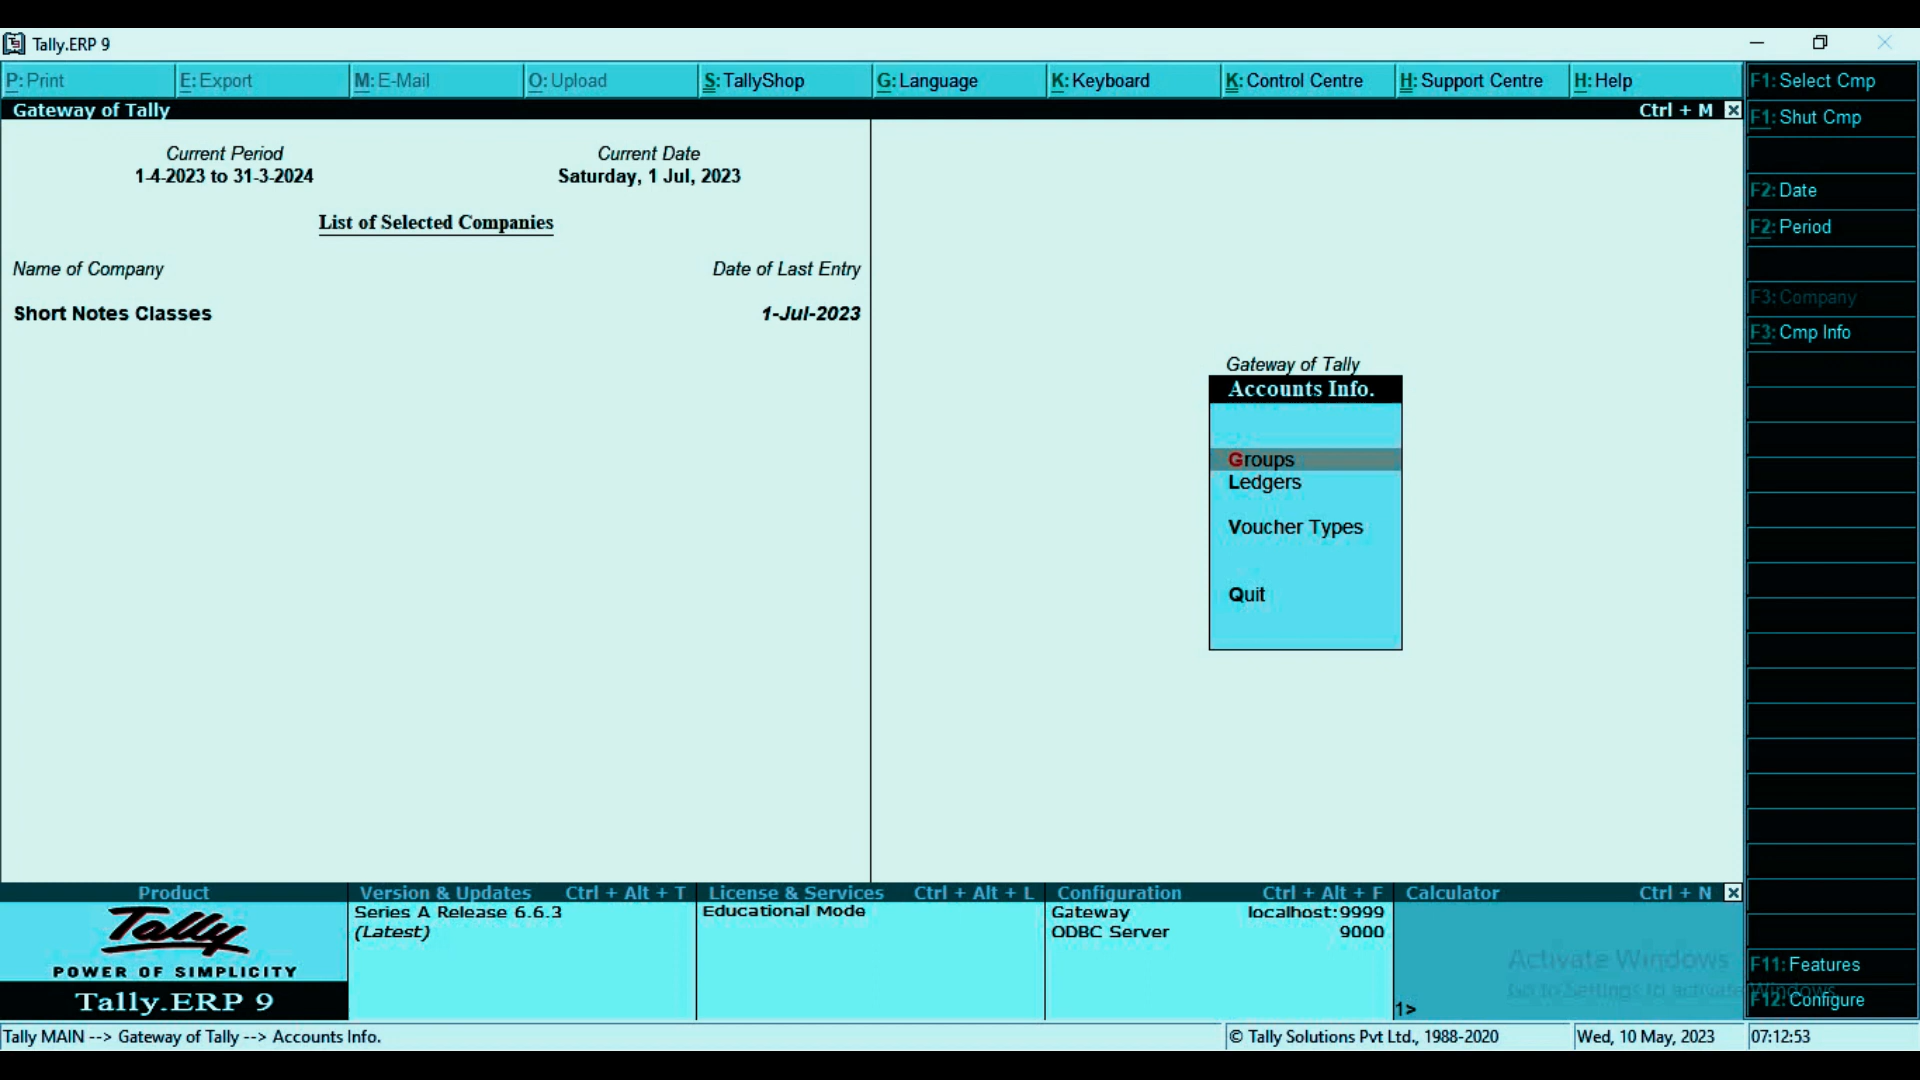 Tally.ERP 9
P: Print E: Export M: E-Mail O: Upload S: TallyShop G: Language K: Keyboard K: Control Centre H: Support Centre H: Help
Gateway of Tally Ctrl + M
Current Period Current Date
1-4-2023 to 31-3-2024 Saturday, 1 Jul, 2023
List of Selected Companies
Name of Company Date of Last Entry
Short Notes Classes 1-Jul-2023
Gateway of Tally
Accounts Info.
Groups
Ledgers
Voucher Types
Quit
F1: Select Cmp
F1: Shut Cmp
F2: Date
F2: Period
F3: Company
F3: Cmp Info
F11: Features
F12: Configure
Product
Tally
POWER OF SIMPLICITY
Tally.ERP 9
Version & Updates Ctrl + Alt + T
Series A Release 6.6.3
(Latest)
License & Services Ctrl + Alt + L
Educational Mode
Configuration Ctrl + Alt + F
Gateway localhost:9999
ODBC Server 9000
Calculator Ctrl + N
1>
Activate Windows
Go to Settings to activate Windows.
Tally MAIN --> Gateway of Tally --> Accounts Info. © Tally Solutions Pvt Ltd., 1988-2020 Wed, 10 May, 2023 07:12:53